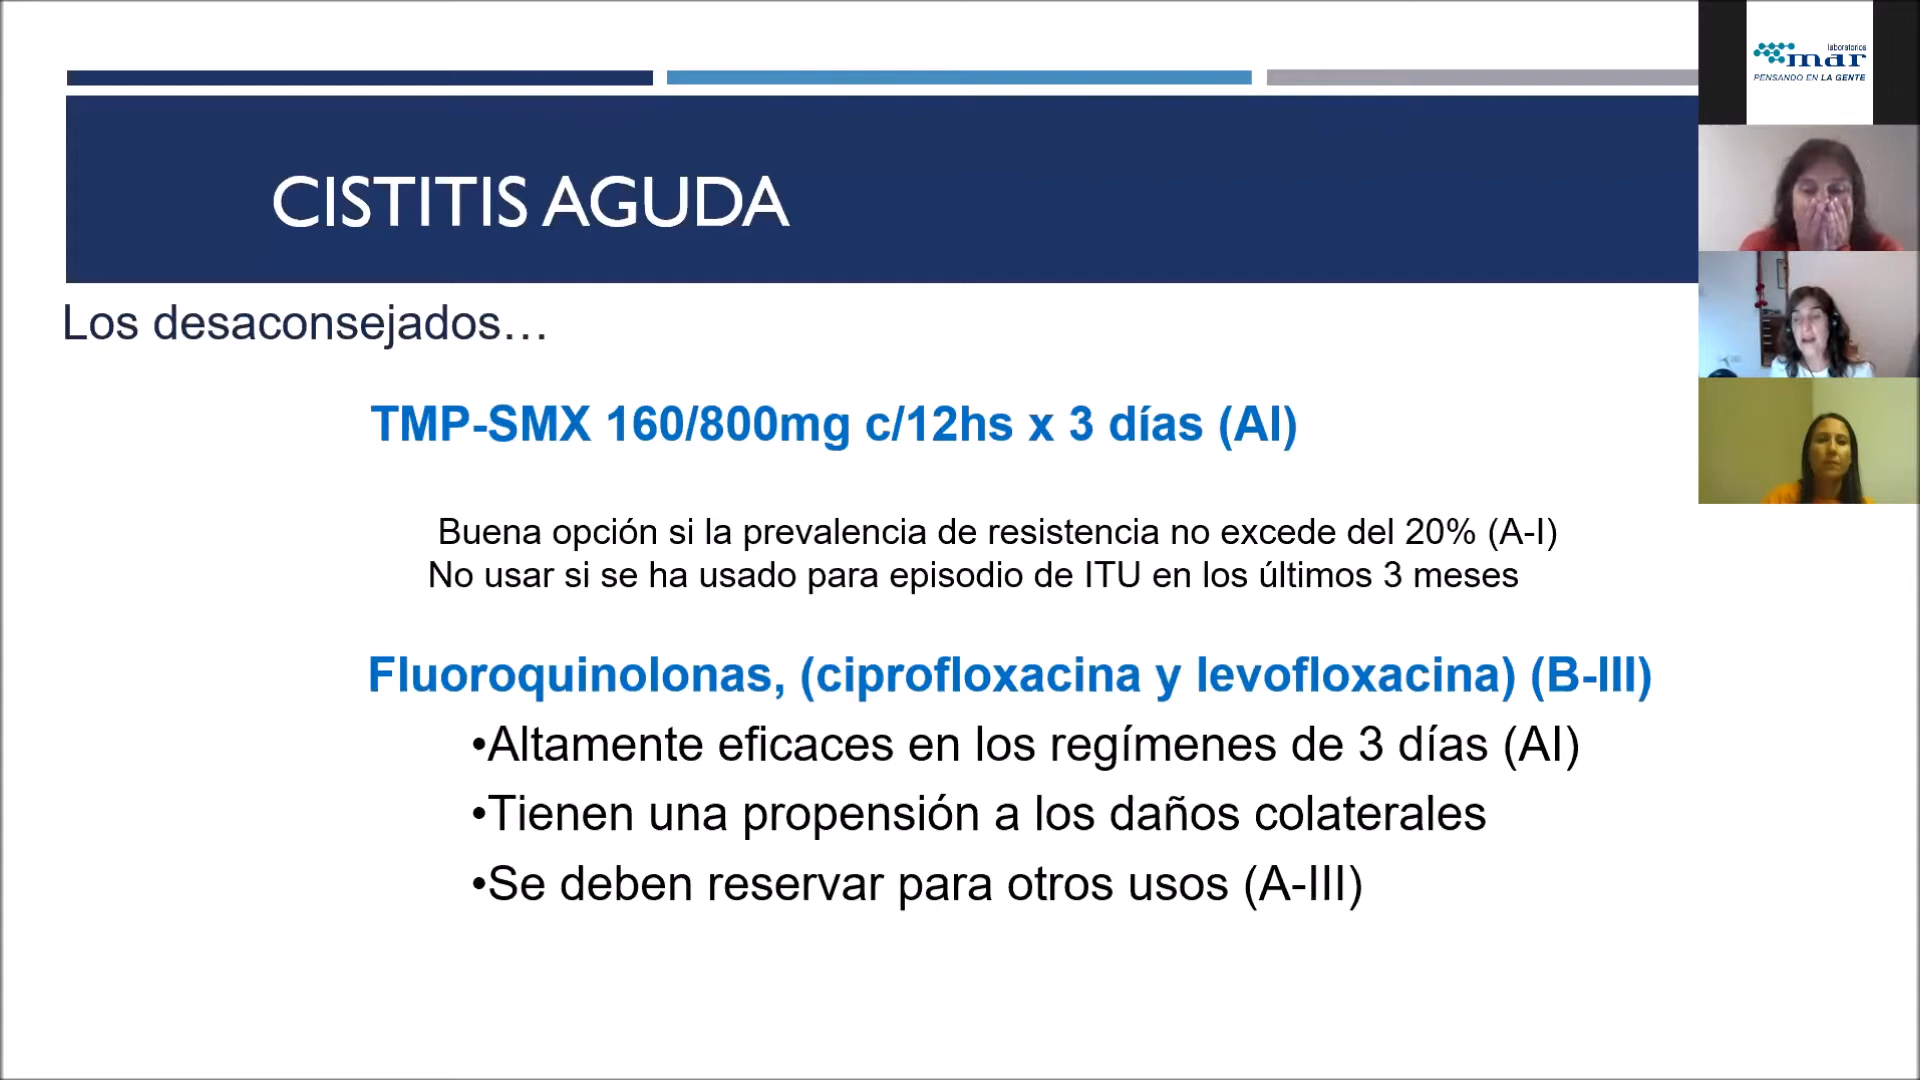 laboratorios
mar
PENSANDO EN LA GENTE
CISTITIS AGUDA
Los desaconsejados…
TMP-SMX 160/800mg c/12hs x 3 días (AI)
Buena opción si la prevalencia de resistencia no excede del 20% (A-I)
No usar si se ha usado para episodio de ITU en los últimos 3 meses
Fluoroquinolonas, (ciprofloxacina y levofloxacina) (B-III)
•Altamente eficaces en los regímenes de 3 días (AI)
•Tienen una propensión a los daños colaterales
•Se deben reservar para otros usos (A-III)